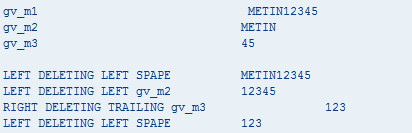 gv_m1 METIN12345
gv_m2 METIN
gv_m3 45
LEFT DELETING LEFT SPAPE METIN12345
LEFT DELETING LEFT gv_m2 12345
RIGHT DELETING TRAILING gv_m3 123
LEFT DELETING LEFT SPAPE 123